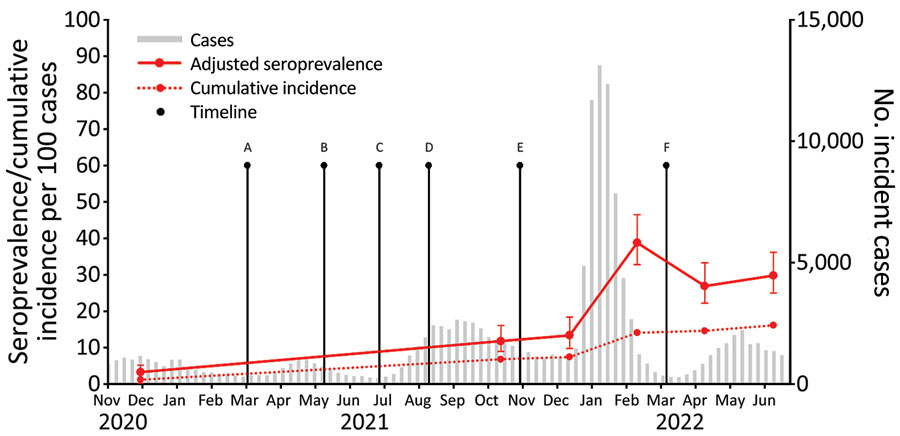 Seroprevalence/cumulative
incidence per 100 cases
100
90
80
70
60
50
40
30
20
10
0
Cases
Adjusted seroprevalence
Cumulative incidence
Timeline
A B C D E F
15,000
10,000
5,000
0
No. incident cases
Nov Dec Jan Feb Mar Apr May Jun Jul Aug Sep Oct Nov Dec Jan Feb Mar Apr May Jun
2020 2021 2022